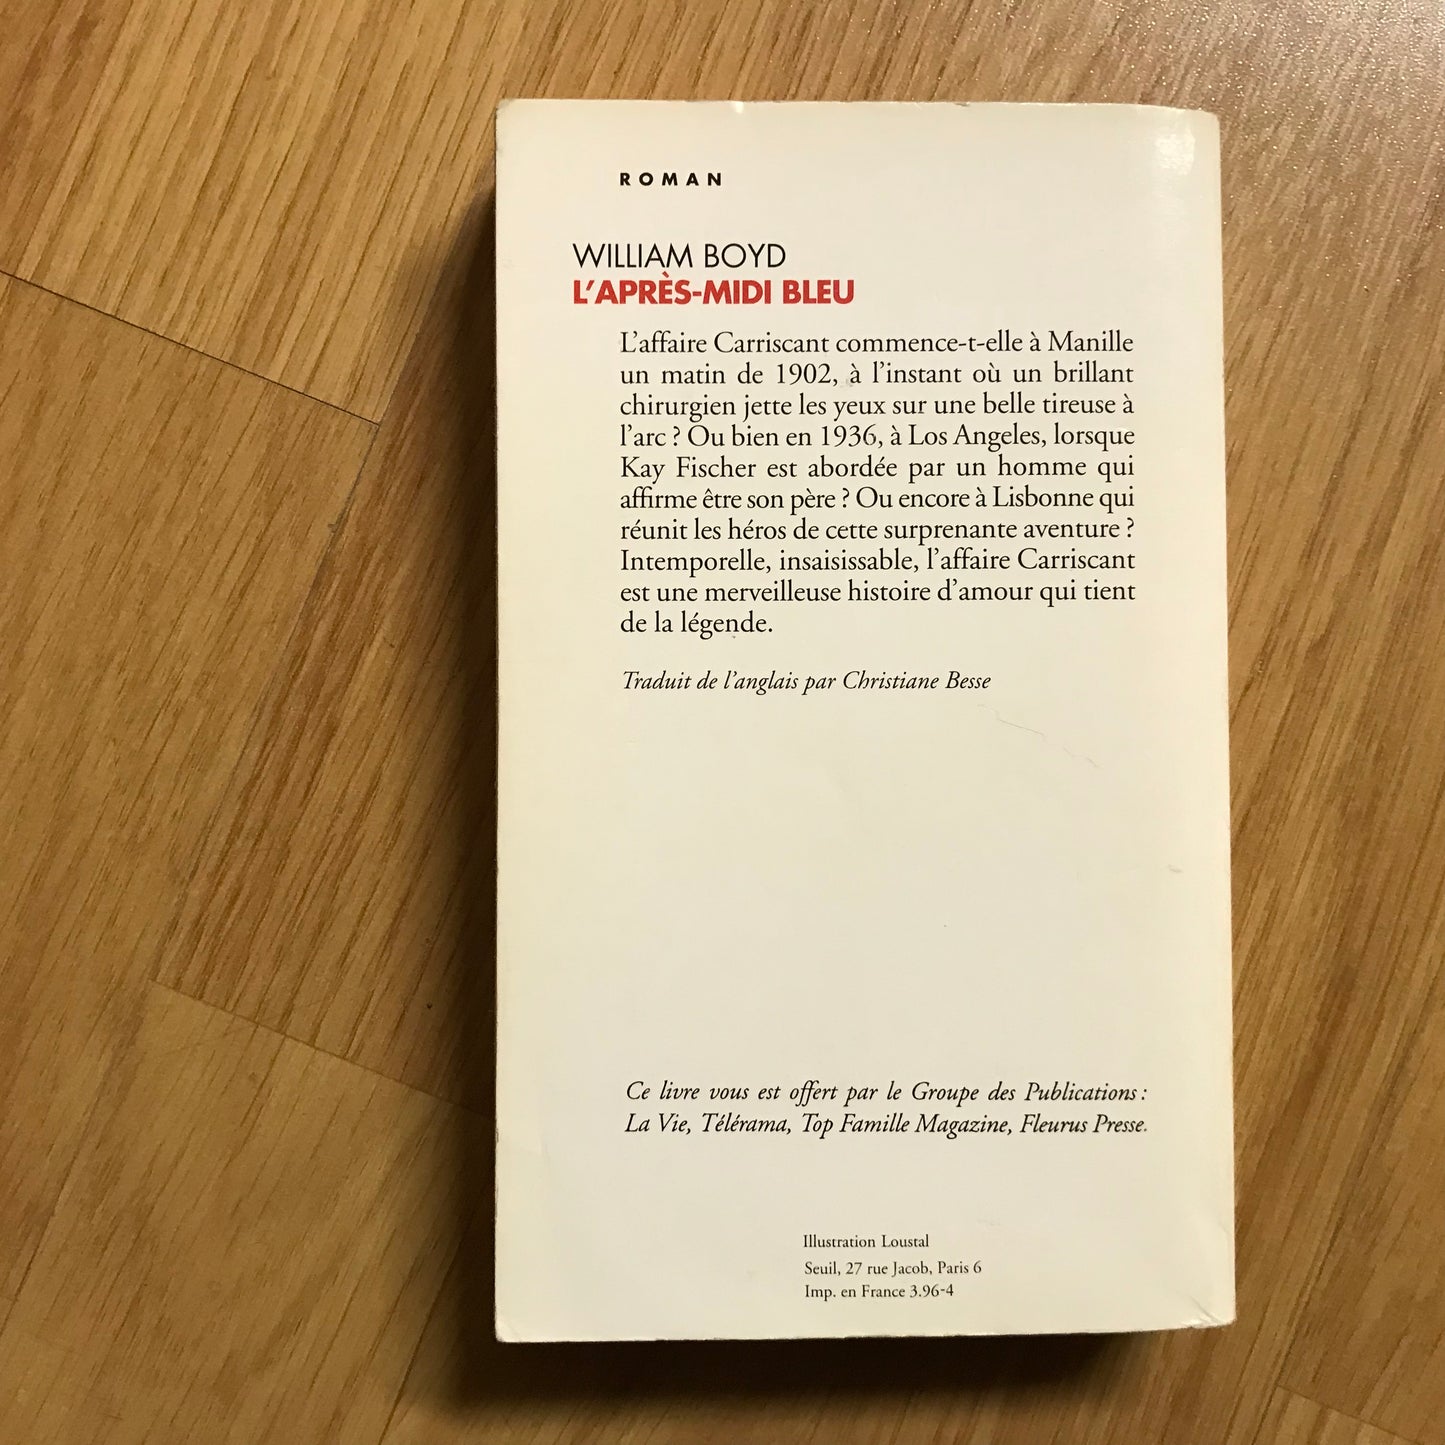 ROMAN
WILLIAM BOYD
L'APRÈS-MIDI BLEU
L'affaire Carriscant commence-t-elle à Manille
un matin de 1902, à l'instant où un brillant
chirurgien jette les yeux sur une belle tireuse à
l'arc ? Ou bien en 1936, à Los Angeles, lorsque
Kay Fischer est abordée par un homme qui
affirme être son père ? Ou encore à Lisbonne qui
réunit les héros de cette surprenante aventure ?
Intemporelle, insaisissable, l'affaire Carriscant
est une merveilleuse histoire d'amour qui tient
de la légende.
Traduit de l'anglais par Christiane Besse
Ce livre vous est offert par le Groupe des Publications :
La Vie, Télérama, Top Famille Magazine, Fleurus Presse.
Illustration Loustal
Seuil, 27 rue Jacob, Paris 6
Imp. en France 3.96-4